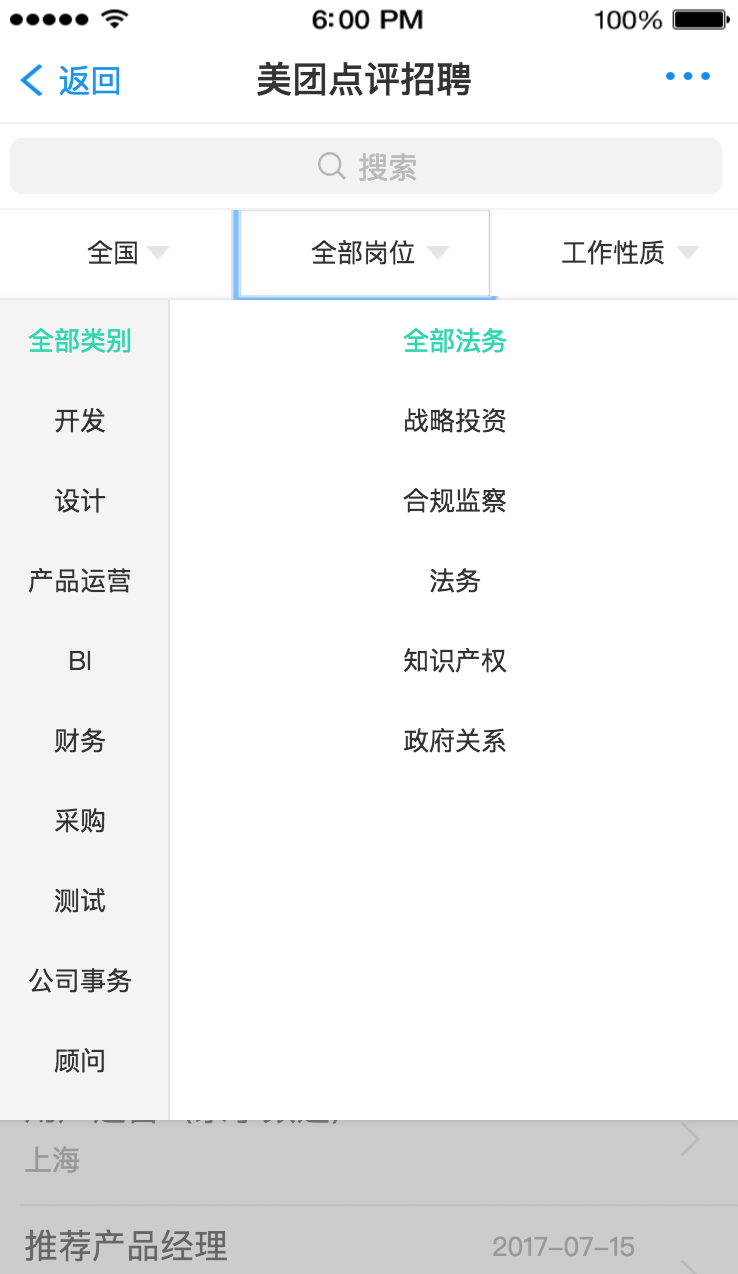 6:00 PM 100%
返回 美团点评招聘
搜索
全国 全部岗位 工作性质
全部类别 全部法务
开发 战略投资
设计 合规监察
产品运营 法务
BI 知识产权
财务 政府关系
采购
测试
公司事务
顾问
上海
推荐产品经理 2017-07-15